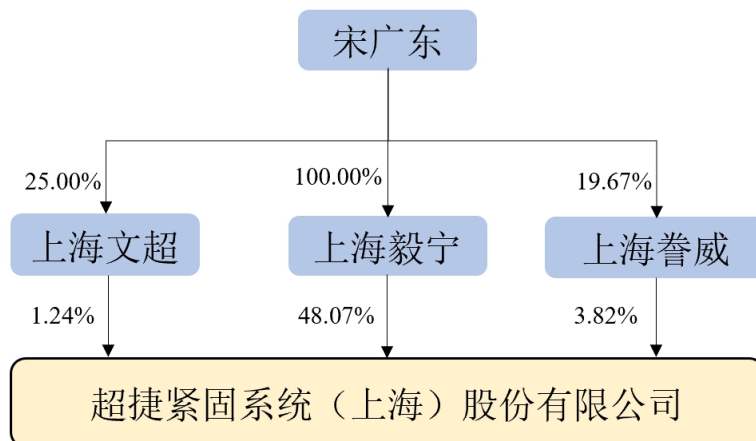 宋广东
25.00%
100.00%
19.67%
上海文超
上海毅宁
上海誊威
1.24%
48.07%
3.82%
超捷紧固系统（上海）股份有限公司